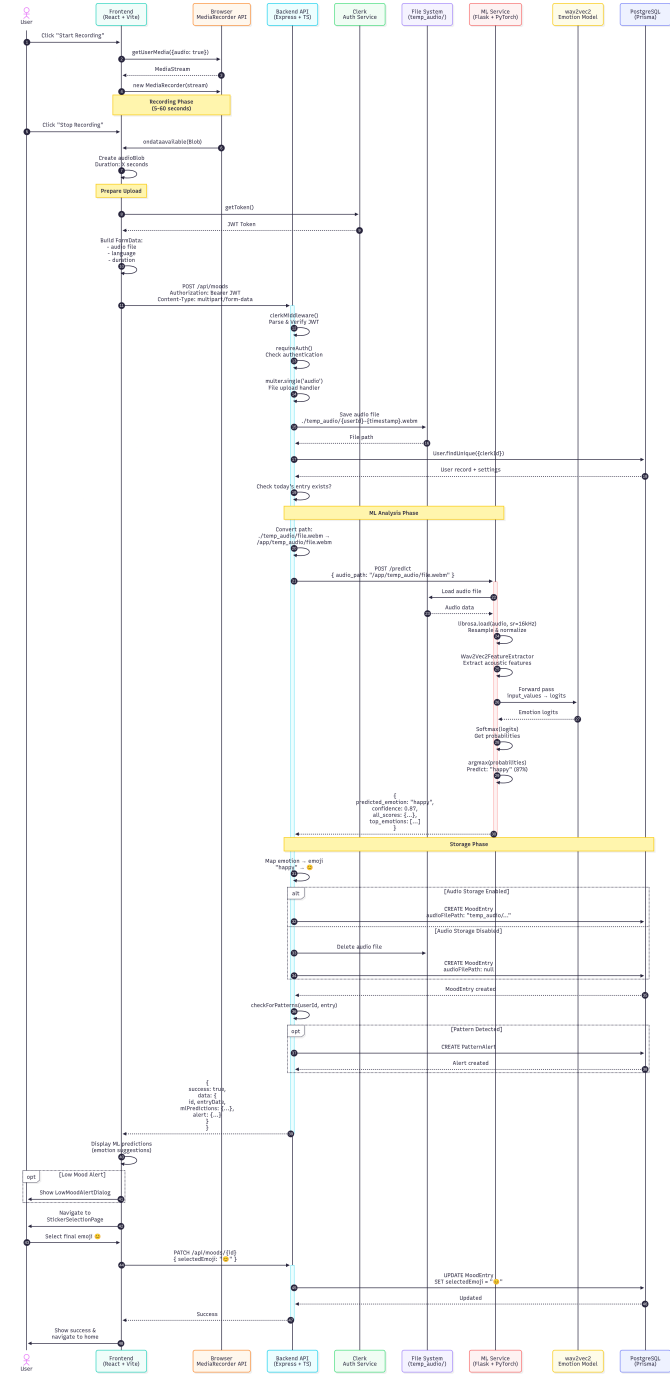 User
Frontend
(React + Vite)
Browser
MediaRecorder API
Backend API
(Express + TS)
Clerk
Auth Service
File System
(temp_audio/)
ML Service
(Flask + PyTorch)
wav2vec2
Emotion Model
PostgreSQL
(Prisma)
Click "Start Recording"
getUserMedia({audio: true})
MediaStream
new MediaRecorder(stream)
Recording Phase
(5-60 seconds)
Click "Stop Recording"
ondataavailable(Blob)
Create audioBlob
Duration: X seconds
Prepare Upload
getToken()
JWT Token
Build FormData:
- audio file
- language
- duration
POST /api/moods
Authorization: Bearer JWT
Content-Type: multipart/form-data
clerkMiddleware()
Parse & Verify JWT
requireAuth()
Check authentication
multer.single('audio')
File upload handler
Save audio file
./temp_audio/{userId}-{timestamp}.webm
File path
User.findUnique({clerkId})
User record + settings
Check today's entry exists?
ML Analysis Phase
Convert path:
./temp_audio/file.webm →
/app/temp_audio/file.webm
POST /predict
{ audio_path: "/app/temp_audio/file.webm" }
Load audio file
Audio data
librosa.load(audio, sr=16kHz)
Resample & normalize
Wav2Vec2FeatureExtractor
Extract acoustic features
Forward pass
input_values → logits
Emotion logits
Softmax(logits)
Get probabilities
argmax(probabilities)
Predict: "happy" (87%)
{
predicted_emotion: "happy",
confidence: 0.87,
all_scores: {...},
top_emotions: [...]
}
Storage Phase
Map emotion → emoji
"happy" → 😊
alt
[Audio Storage Enabled]
CREATE MoodEntry
audioFilePath: "temp_audio/..."
[Audio Storage Disabled]
Delete audio file
CREATE MoodEntry
audioFilePath: null
MoodEntry created
checkForPatterns(userId, entry)
opt
[Pattern Detected]
CREATE PatternAlert
Alert created
{
success: true,
data: {
id, entryData,
mlPredictions: {...},
alert: {...}
}
}
Display ML predictions
(emotion suggestions)
opt
[Low Mood Alert]
Show LowMoodAlertDialog
Navigate to
StickerSelectionPage
Select final emoji 😊
PATCH /api/moods/{id}
{ selectedEmoji: "😊" }
UPDATE MoodEntry
SET selectedEmoji = "😊"
Updated
Success
Show success &
navigate to home
User
Frontend
(React + Vite)
Browser
MediaRecorder API
Backend API
(Express + TS)
Clerk
Auth Service
File System
(temp_audio/)
ML Service
(Flask + PyTorch)
wav2vec2
Emotion Model
PostgreSQL
(Prisma)